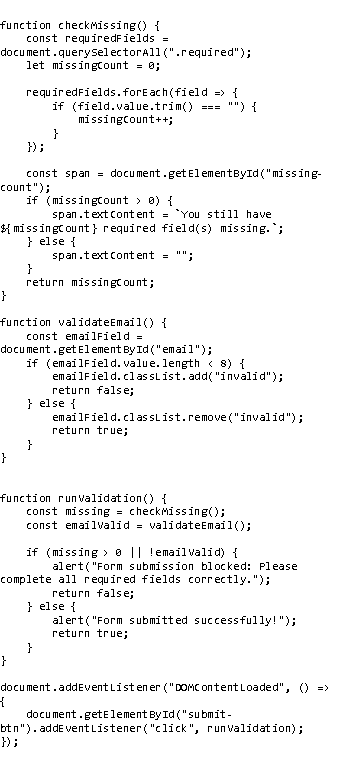 function checkMissing() {
    const requiredFields =
document.querySelectorAll(".required");
    let missingCount = 0;

    requiredFields.forEach(field => {
        if (field.value.trim() === "") {
            missingCount++;
        }
    });

    const span = document.getElementById("missing-
count");
    if (missingCount > 0) {
        span.textContent = `You still have
${missingCount} required field(s) missing.`;
    } else {
        span.textContent = "";
    }
    return missingCount;
}

function validateEmail() {
    const emailField =
document.getElementById("email");
    if (emailField.value.length < 8) {
        emailField.classList.add("invalid");
        return false;
    } else {
        emailField.classList.remove("invalid");
        return true;
    }
}


function runValidation() {
    const missing = checkMissing();
    const emailValid = validateEmail();

    if (missing > 0 || !emailValid) {
        alert("Form submission blocked: Please
complete all required fields correctly.");
        return false;
    } else {
        alert("Form submitted successfully!");
        return true;
    }
}

document.addEventListener("DOMContentLoaded", () =>
{
    document.getElementById("submit-
btn").addEventListener("click", runValidation);
});